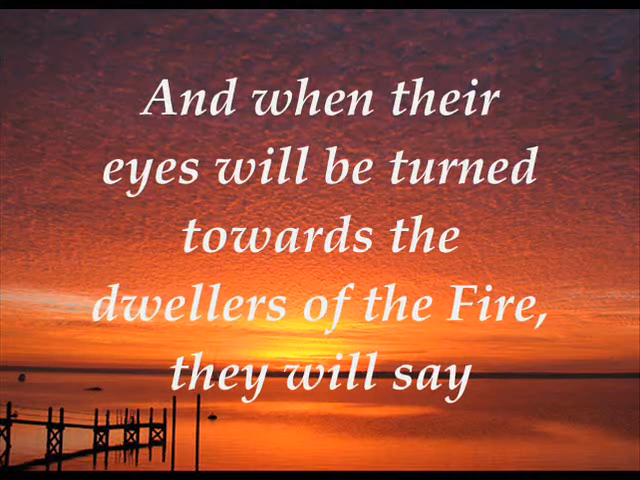 And when their
eyes will be turned
towards the
dwellers of the Fire,
they will say